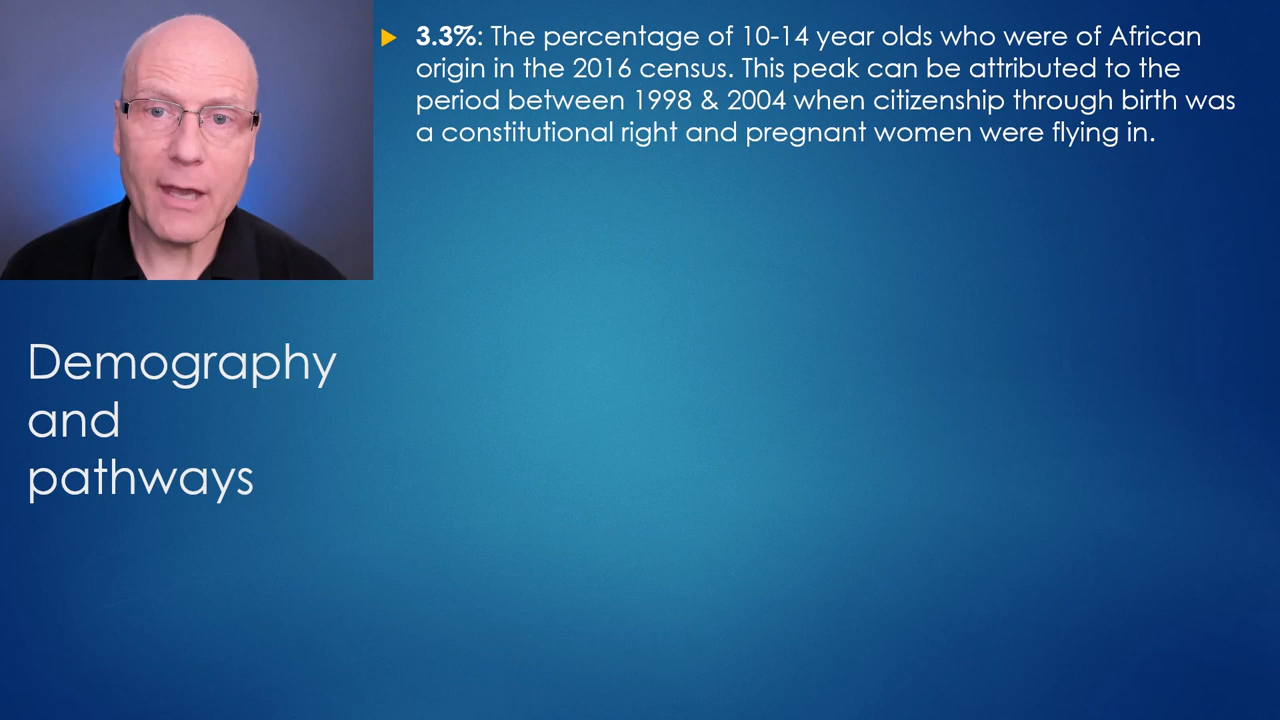 3.3%: The percentage of 10-14 year olds who were of African
origin in the 2016 census. This peak can be attributed to the
period between 1998 & 2004 when citizenship through birth was
a constitutional right and pregnant women were flying in.
Demography
and
pathways